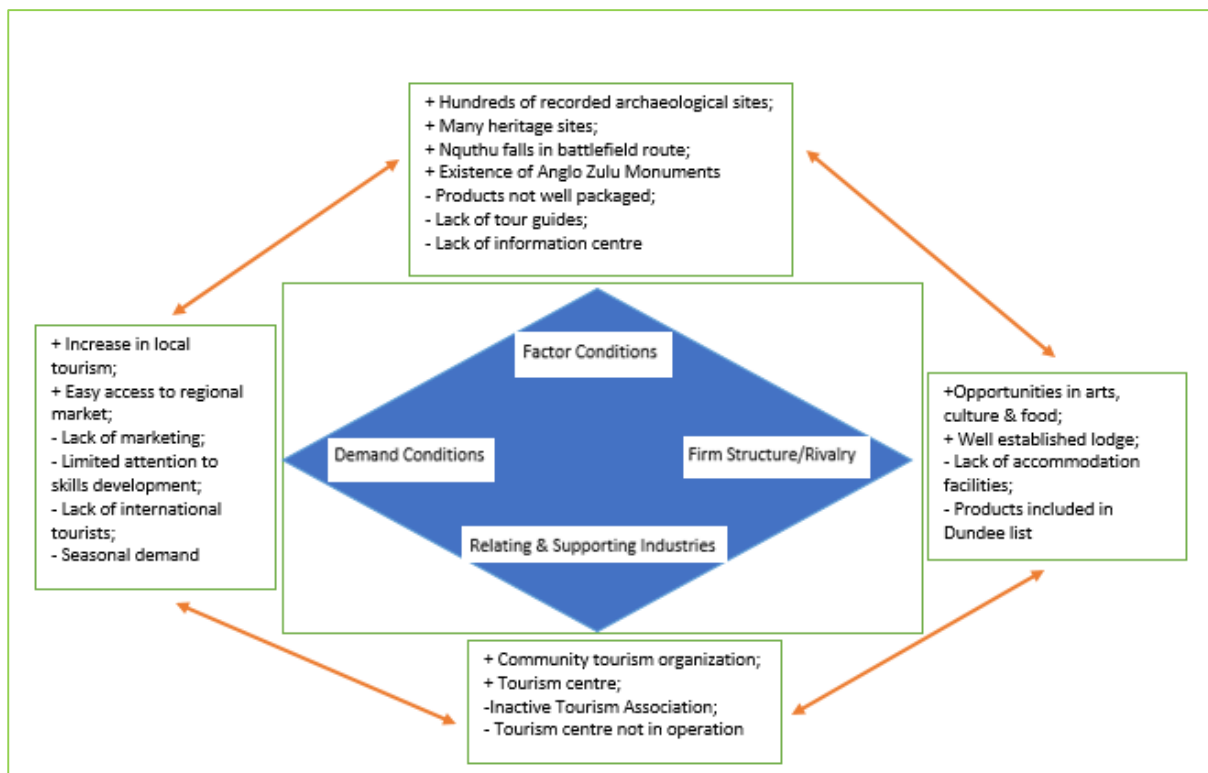 + Hundreds of recorded archaeological sites;
+ Many heritage sites;
+ Nquthu falls in battlefield route;
+ Existence of Anglo Zulu Monuments
- Products not well packaged;
- Lack of tour guides;
- Lack of information centre
+ Increase in local
tourism;
+ Easy access to regional
market;
- Lack of marketing;
- Limited attention to
skills development;
- Lack of international
tourists;
- Seasonal demand
Factor Conditions
Demand Conditions
Firm Structure/Rivalry
Relating & Supporting Industries
+Opportunities in arts,
culture & food;
+ Well established lodge;
- Lack of accommodation
facilities;
- Products included in
Dundee list
+ Community tourism organization;
+ Tourism centre;
-Inactive Tourism Association;
- Tourism centre not in operation